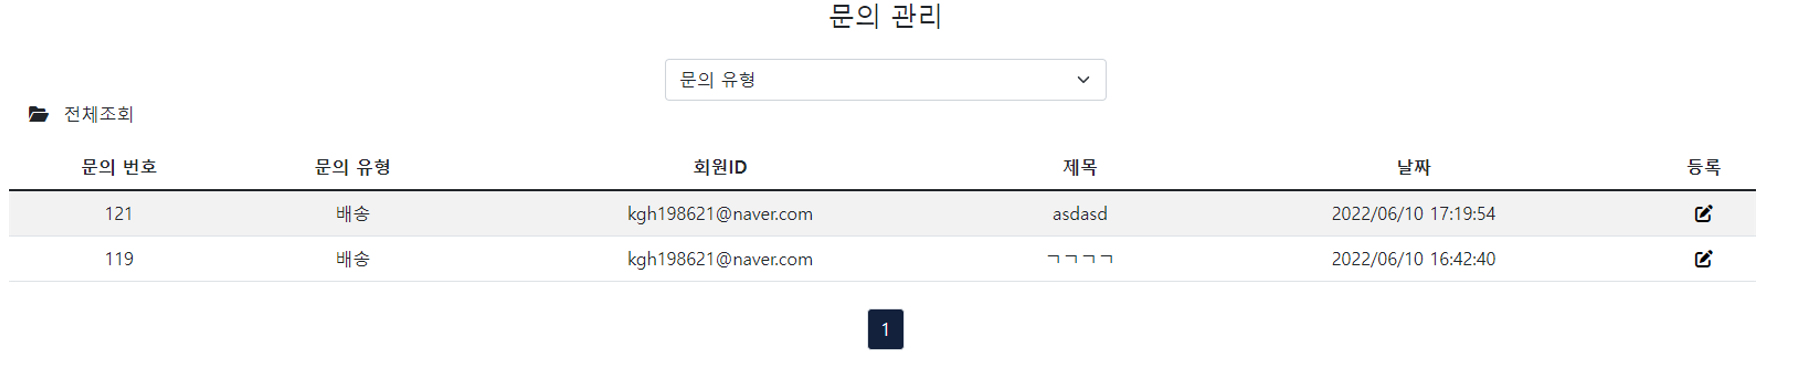 문의 관리
문의 유형
전체조회
문의 번호 문의 유형 회원ID 제목 날짜 등록
121 배송 kgh198621@naver.com asdasd 2022/06/10 17:19:54
119 배송 kgh198621@naver.com ㄱㄱㄱㄱ 2022/06/10 16:42:40
1